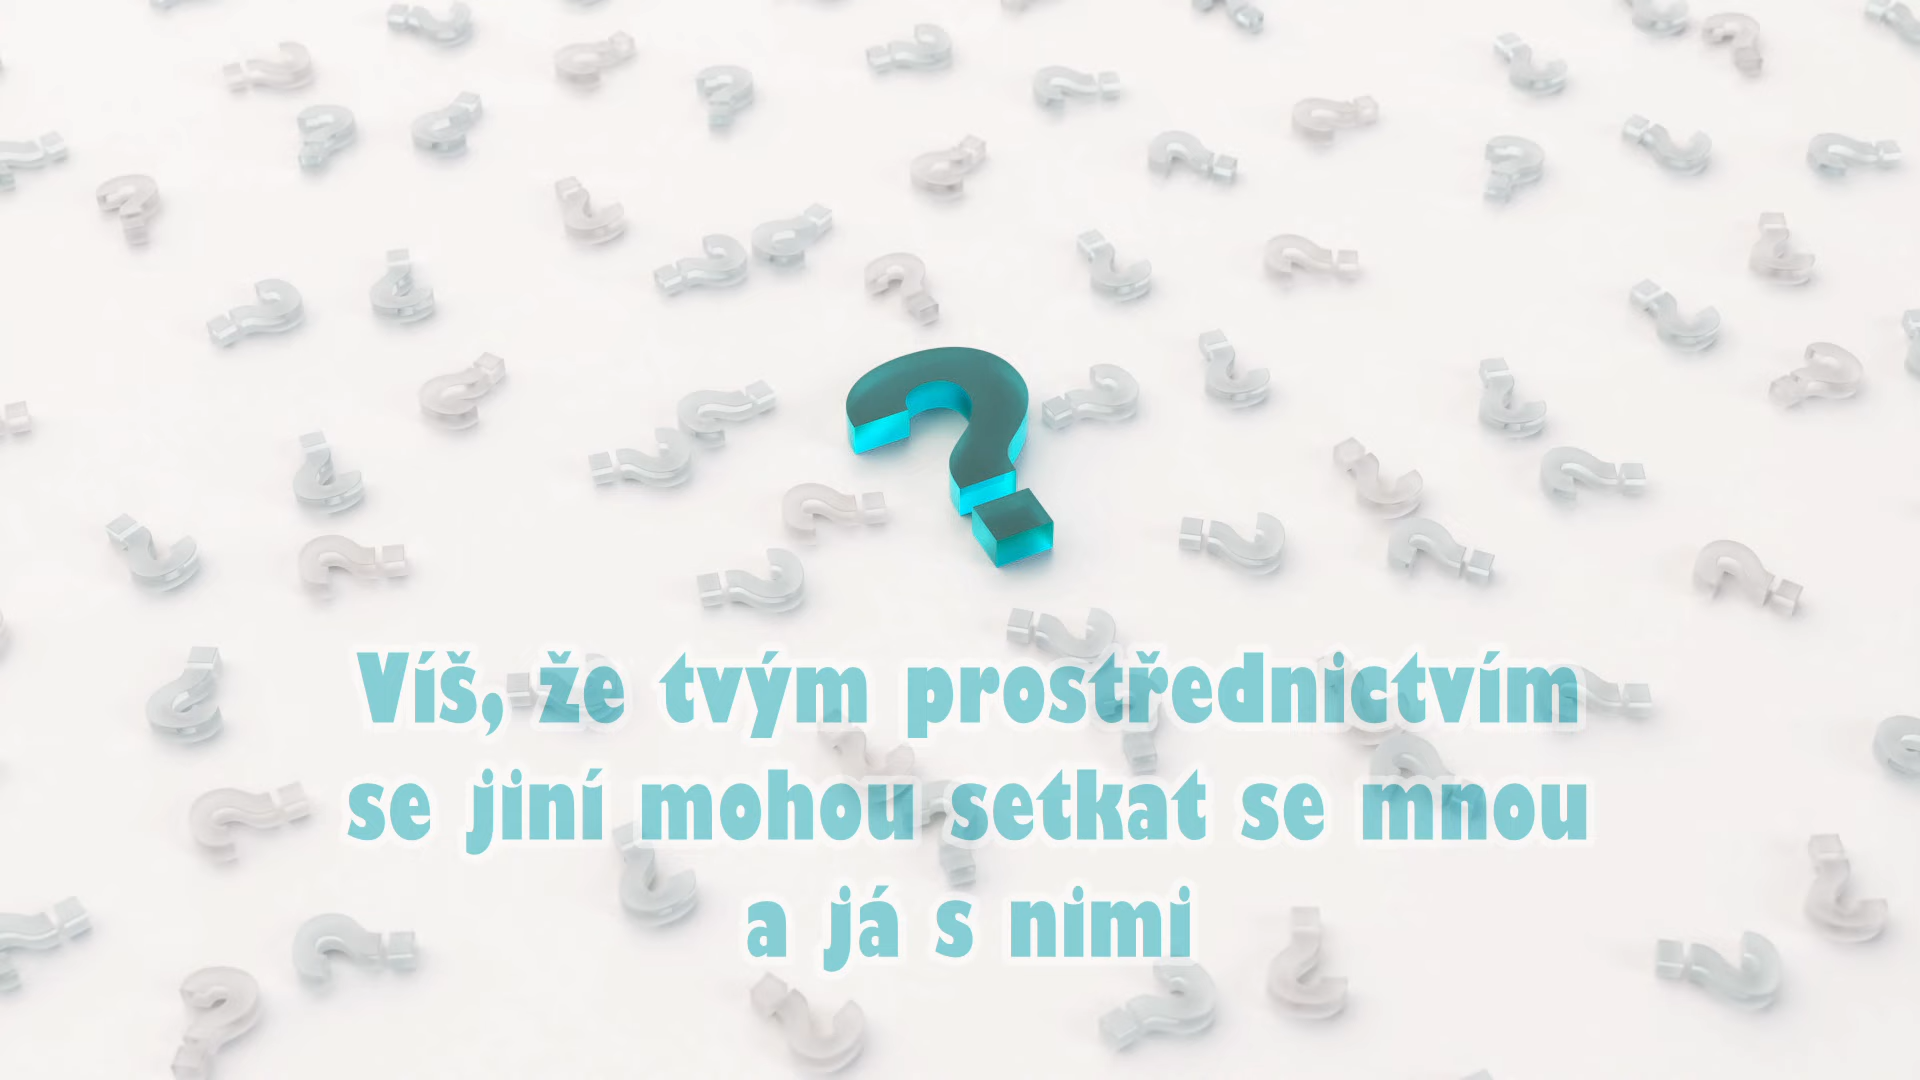 Víš, že tvým prostřednictvím
se jiní mohou setkat se mnou
a já s nimi